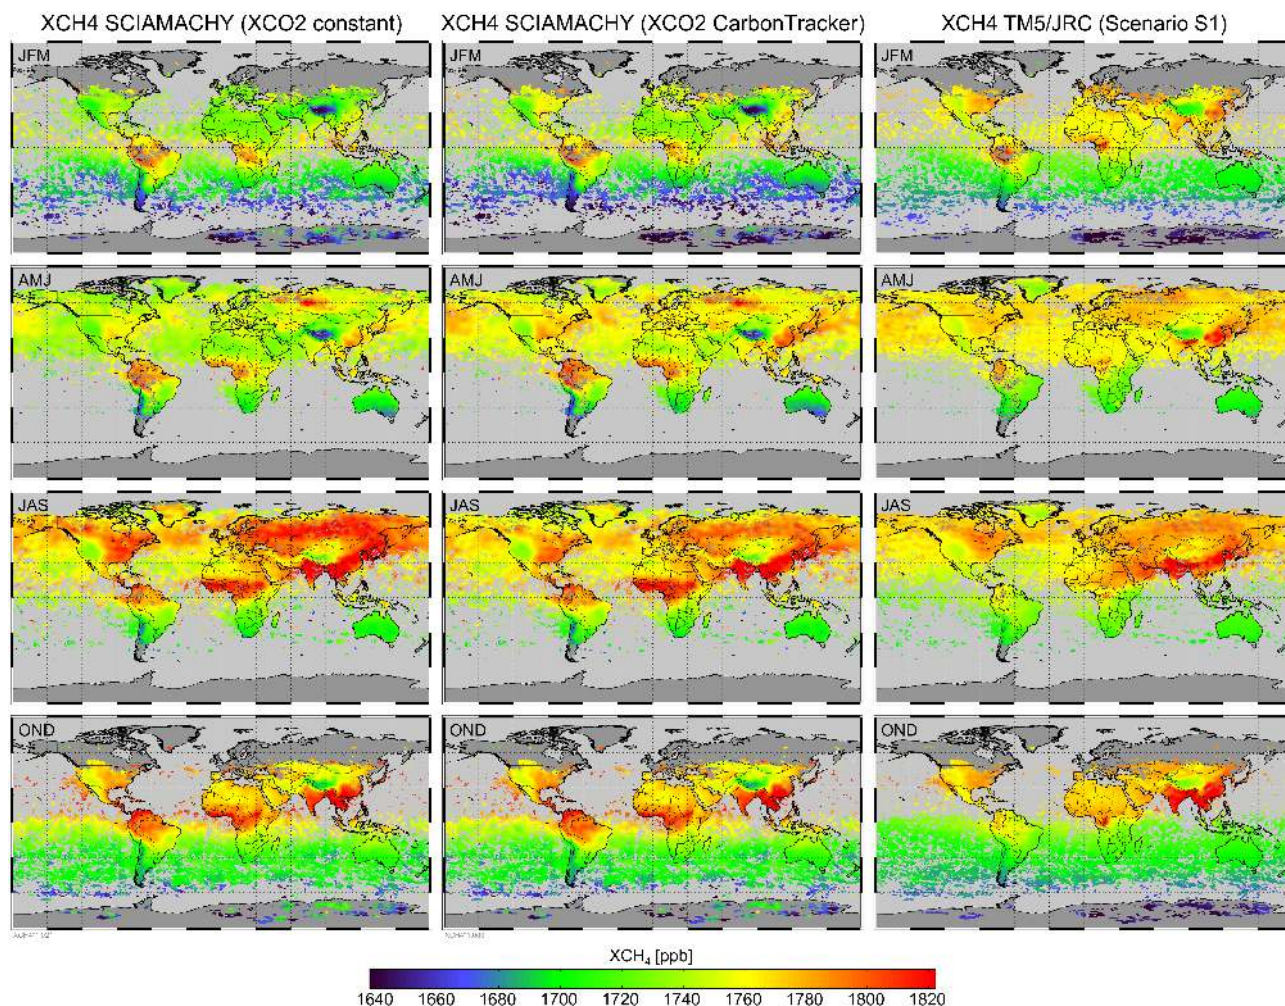 XCH4 SCIAMACHY (XCO2 constant) XCH4 SCIAMACHY (XCO2 CarbonTracker) XCH4 TM5/JRC (Scenario S1)
JFM JFM JFM
AMJ AMJ AMJ
JAS JAS JAS
OND OND OND
XCH₄ [ppb]
1640 1660 1680 1700 1720 1740 1760 1780 1800 1820